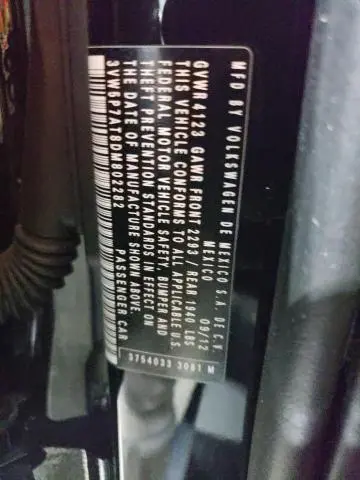 MFD BY VOLKSWAGEN DE MEXICO S.A. DE C.V.
MEXICO 09/12
GVWR 4123 GAWR FRONT 2293 / REAR 1940 LBS
THIS VEHICLE CONFORMS TO ALL APPLICABLE U.S.
FEDERAL MOTOR VEHICLE SAFETY, BUMPER AND
THEFT PREVENTION STANDARDS IN EFFECT ON
THE DATE OF MANUFACTURE SHOWN ABOVE.
3VWSP7AT8DM802282 PASSENGER CAR
3754033 3081 M